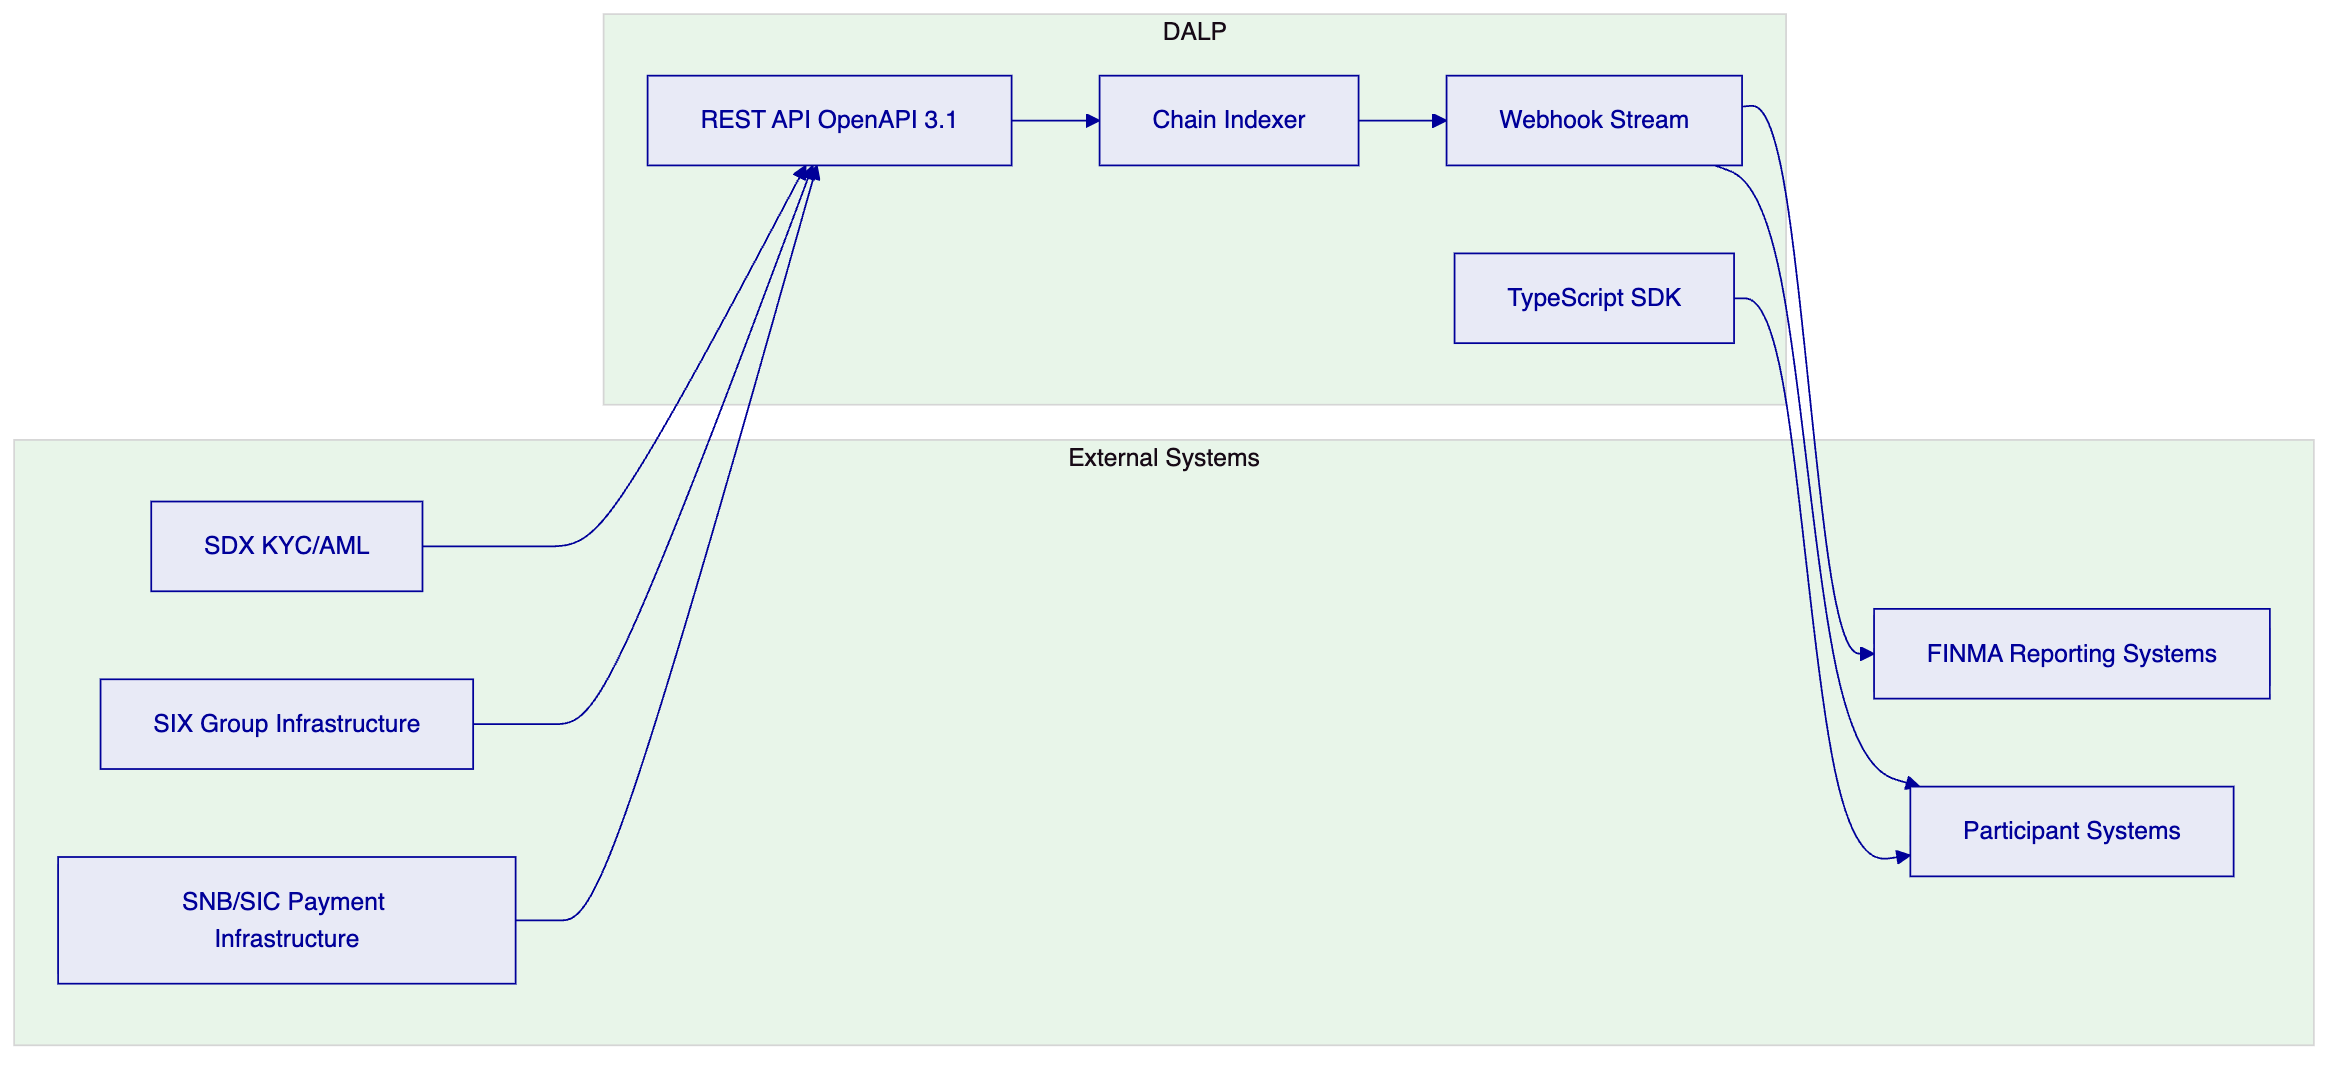 DALP
REST API OpenAPI 3.1
Chain Indexer
Webhook Stream
TypeScript SDK
External Systems
SDX KYC/AML
SIX Group Infrastructure
SNB/SIC Payment
Infrastructure
FINMA Reporting Systems
Participant Systems